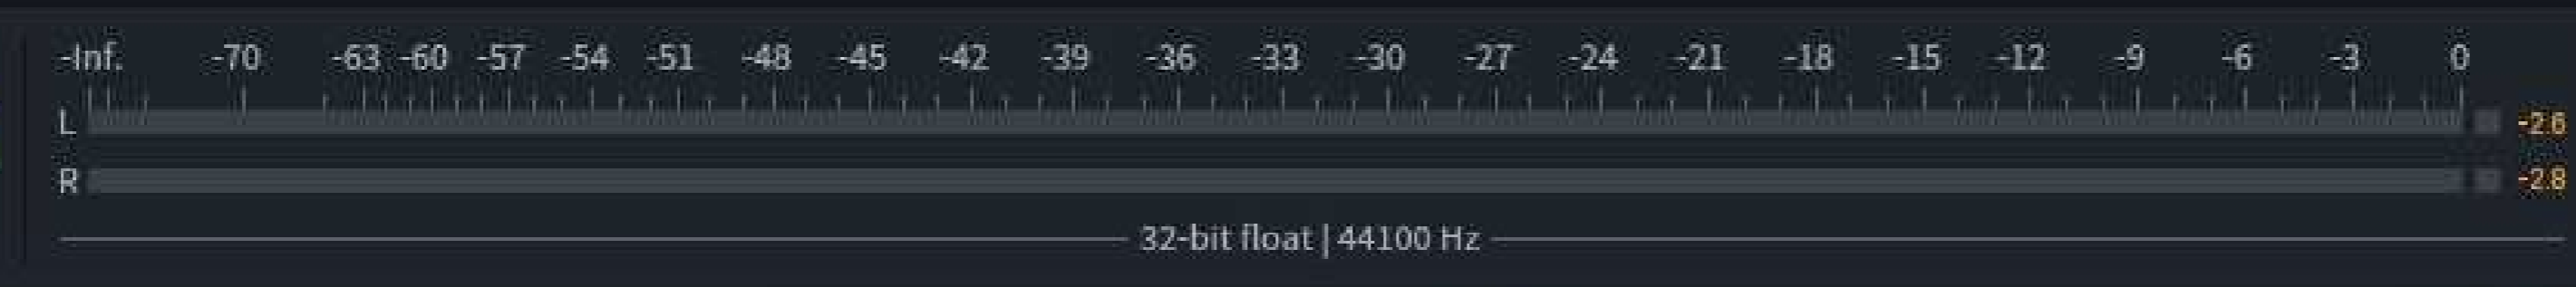 -Inf. -70 -63 -60 -57 -54 -51 -48 -45 -42 -39 -36 -33 -30 -27 -24 -21 -18 -15 -12 -9 -6 -3 0
L -2.6
R -2.8
32-bit float | 44100 Hz